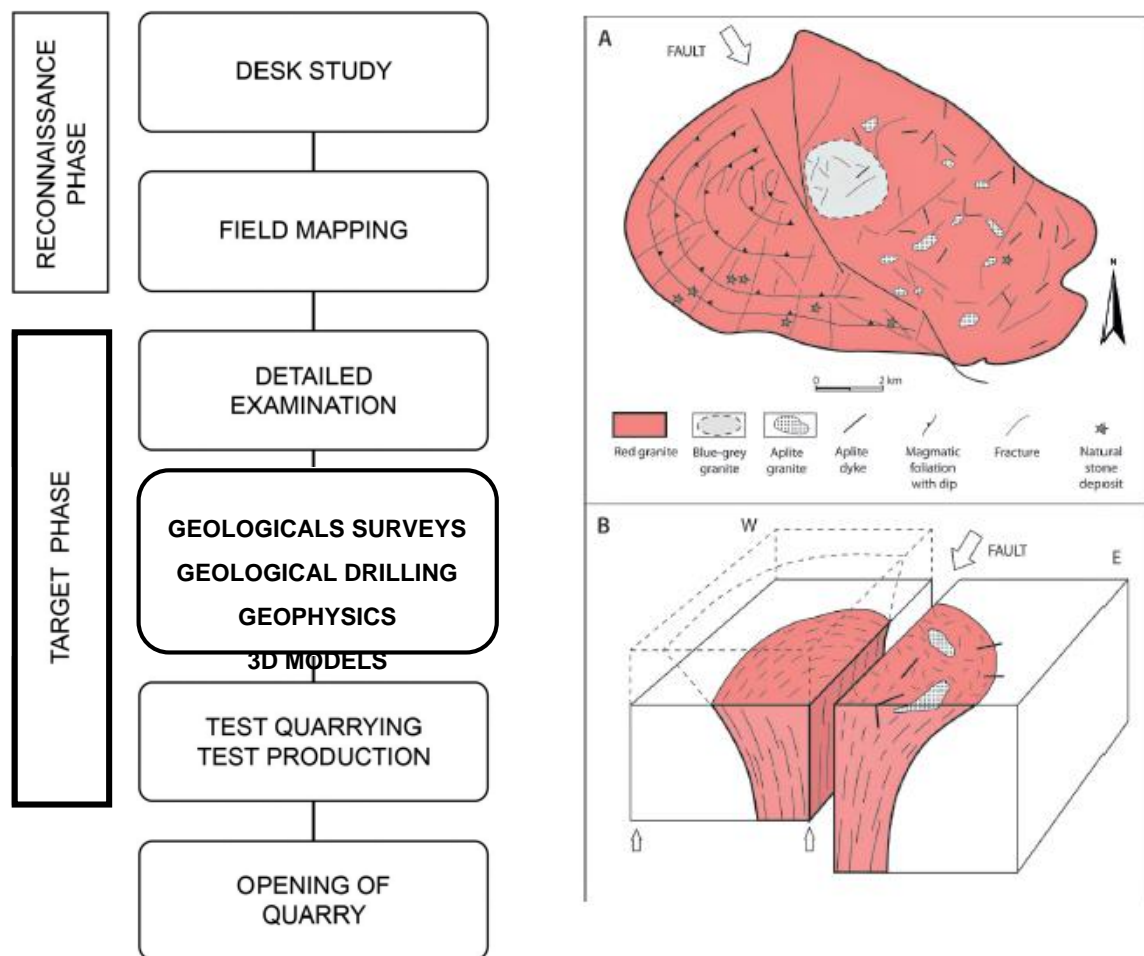 RECONNAISSANCE
PHASE
DESK STUDY
FIELD MAPPING
TARGET PHASE
DETAILED
EXAMINATION
GEOLOGICALS SURVEYS
GEOLOGICAL DRILLING
GEOPHYSICS
3D MODELS
TEST QUARRYING
TEST PRODUCTION
OPENING OF
QUARRY
A
FAULT
N
0 2 km
Red granite
Blue-grey
granite
Aplite
granite
Aplite
dyke
Magmatic
foliation
with dip
Fracture
Natural
stone
deposit
B
W
FAULT
E